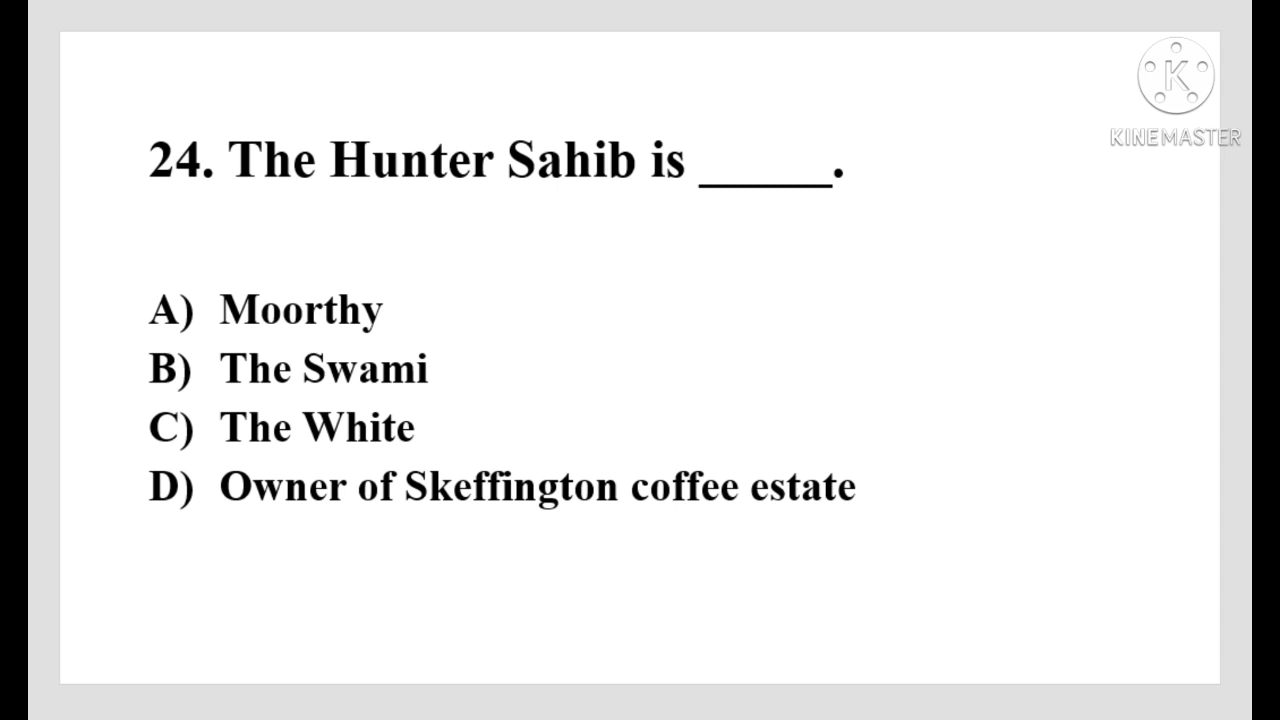 K
KINEMASTER
24. The Hunter Sahib is _____.
A) Moorthy
B) The Swami
C) The White
D) Owner of Skeffington coffee estate